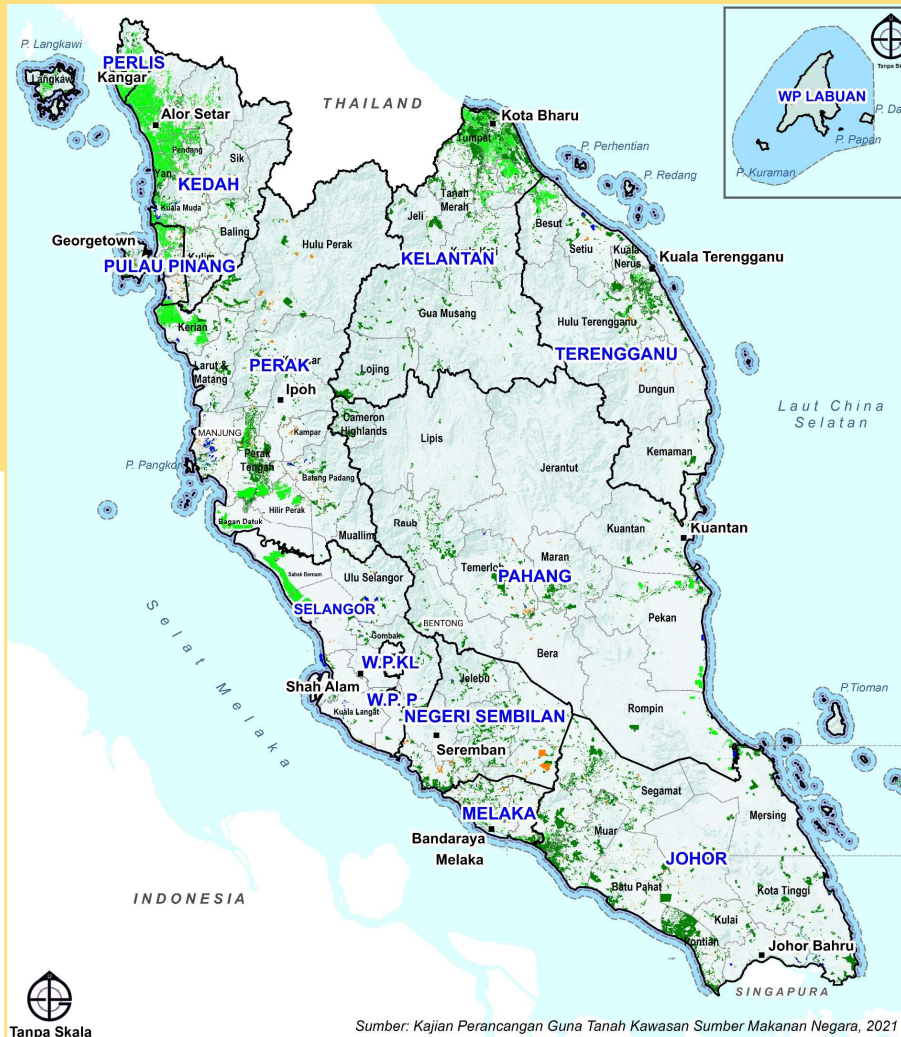 P. Langkawi
Langkawi
PERLIS
Kangar
Alor Setar
Pendang
Sik
Yan
KEDAH
Kuala Muda
Baling
Georgetown
PULAU PINANG
Kulim
THAILAND
Kota Bharu
Tumpat
P. Perhentian
P. Redang
Tanah
Merah
Jeli
Hulu Perak
KELANTAN
Gua Musang
Lojing
Besut
Setiu
Kuala
Nerus
Kuala Terengganu
Hulu Terengganu
TERENGGANU
Dungun
Kemaman
WP LABUAN
P. Papan
P. Kuraman
Tanpa Ska
Kerian
Larut &
Matang
PERAK
Ipoh
MANJUNG
Kampar
Perak
Tengah
Batang Padang
P. Pangkor
Hilir Perak
Bagan Datuk
Muallim
Cameron
Highlands
Lipis
Jerantut
Raub
Kuantan
Kuantan
Maran
Temerloh
PAHANG
Pekan
BENTONG
Bera
Rompin
Laut China
Selatan
P.Tioman
Sabak Bernam
Ulu Selangor
SELANGOR
Gombak
W.P.KL
Shah Alam
W.P. P
Kuala Langat
Selat Melaka
Jelebu
NEGERI SEMBILAN
Seremban
MELAKA
Bandaraya
Melaka
Segamat
Muar
Mersing
JOHOR
Batu Pahat
Kota Tinggi
Kulai
Pontian
Johor Bahru
SINGAPURA
INDONESIA
Tanpa Skala
Sumber: Kajian Perancangan Guna Tanah Kawasan Sumber Makanan Negara, 2021